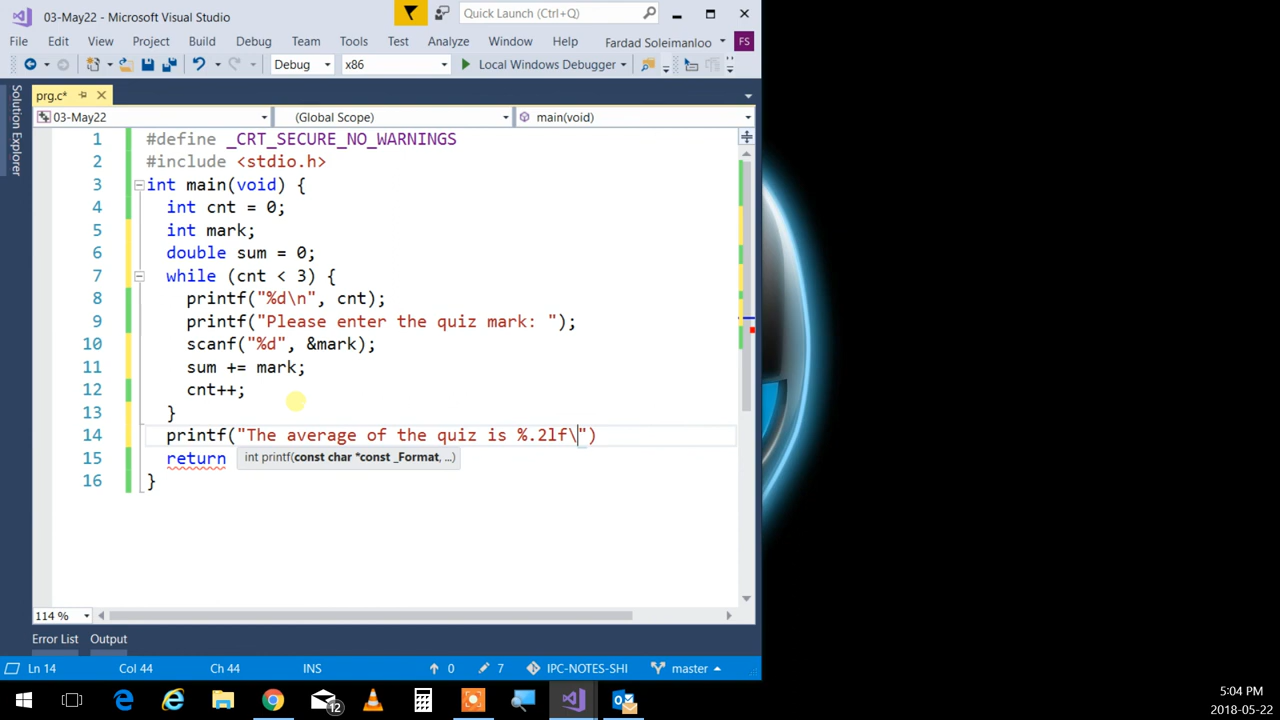 03-May22 - Microsoft Visual Studio
Quick Launch (Ctrl+Q)
File Edit View Project Build Debug Team Tools Test Analyze Window Help Fardad Soleimanloo FS
Debug x86 Local Windows Debugger
Solution Explorer
prg.c*
03-May22 (Global Scope) main(void)
1 #define _CRT_SECURE_NO_WARNINGS
2 #include <stdio.h>
3 int main(void) {
4 int cnt = 0;
5 int mark;
6 double sum = 0;
7 while (cnt < 3) {
8 printf("%d\n", cnt);
9 printf("Please enter the quiz mark: ");
10 scanf("%d", &mark);
11 sum += mark;
12 cnt++;
13 }
14 printf("The average of the quiz is %.2lf\")
15 return int printf(const char *const _Format, ...)
16 }
114 %
Error List Output
Ln 14 Col 44 Ch 44 INS 0 7 IPC-NOTES-SHI master
12
5:04 PM
2018-05-22